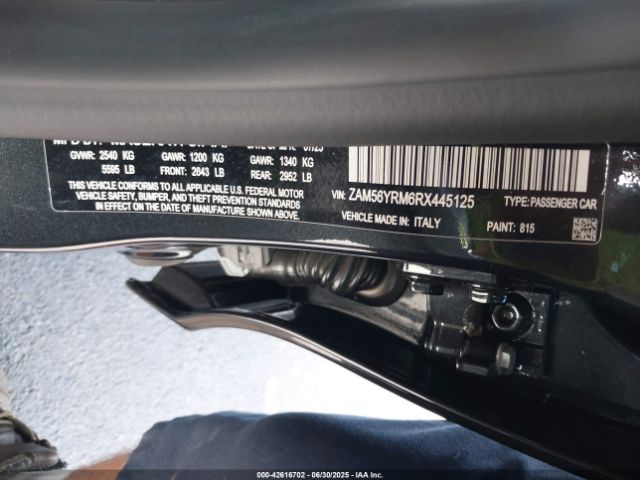 GVWR: 2540 KG GAWR: 1200 KG GAWR: 1340 KG
5595 LB FRONT: 2643 LB REAR: 2952 LB
THIS VEHICLE CONFORMS TO ALL APPLICABLE U.S. FEDERAL MOTOR
VEHICLE SAFETY, BUMPER, AND THEFT PREVENTION STANDARDS IN
EFFECT ON THE DATE OF MANUFACTURE SHOWN ABOVE.
VIN: ZAM56YRM6RX445125 TYPE: PASSENGER CAR
VEHICLE MADE IN: ITALY PAINT: 815
000-42616702 - 06/30/2025 - IAA Inc.